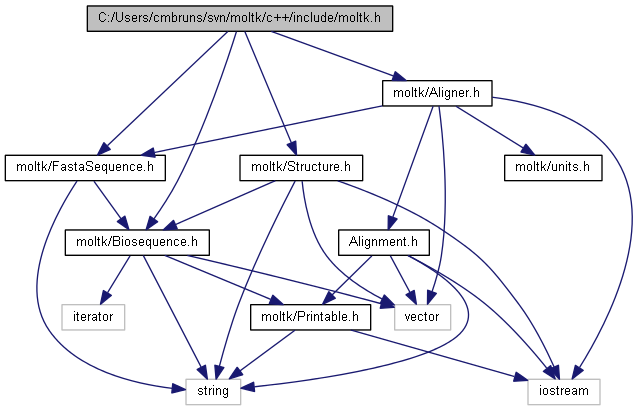 C:/Users/cmbruns/svn/moltk/c++/include/moltk.h
moltk/Aligner.h
moltk/FastaSequence.h
moltk/Structure.h
moltk/units.h
moltk/Biosequence.h
Alignment.h
iterator
moltk/Printable.h
vector
string
iostream